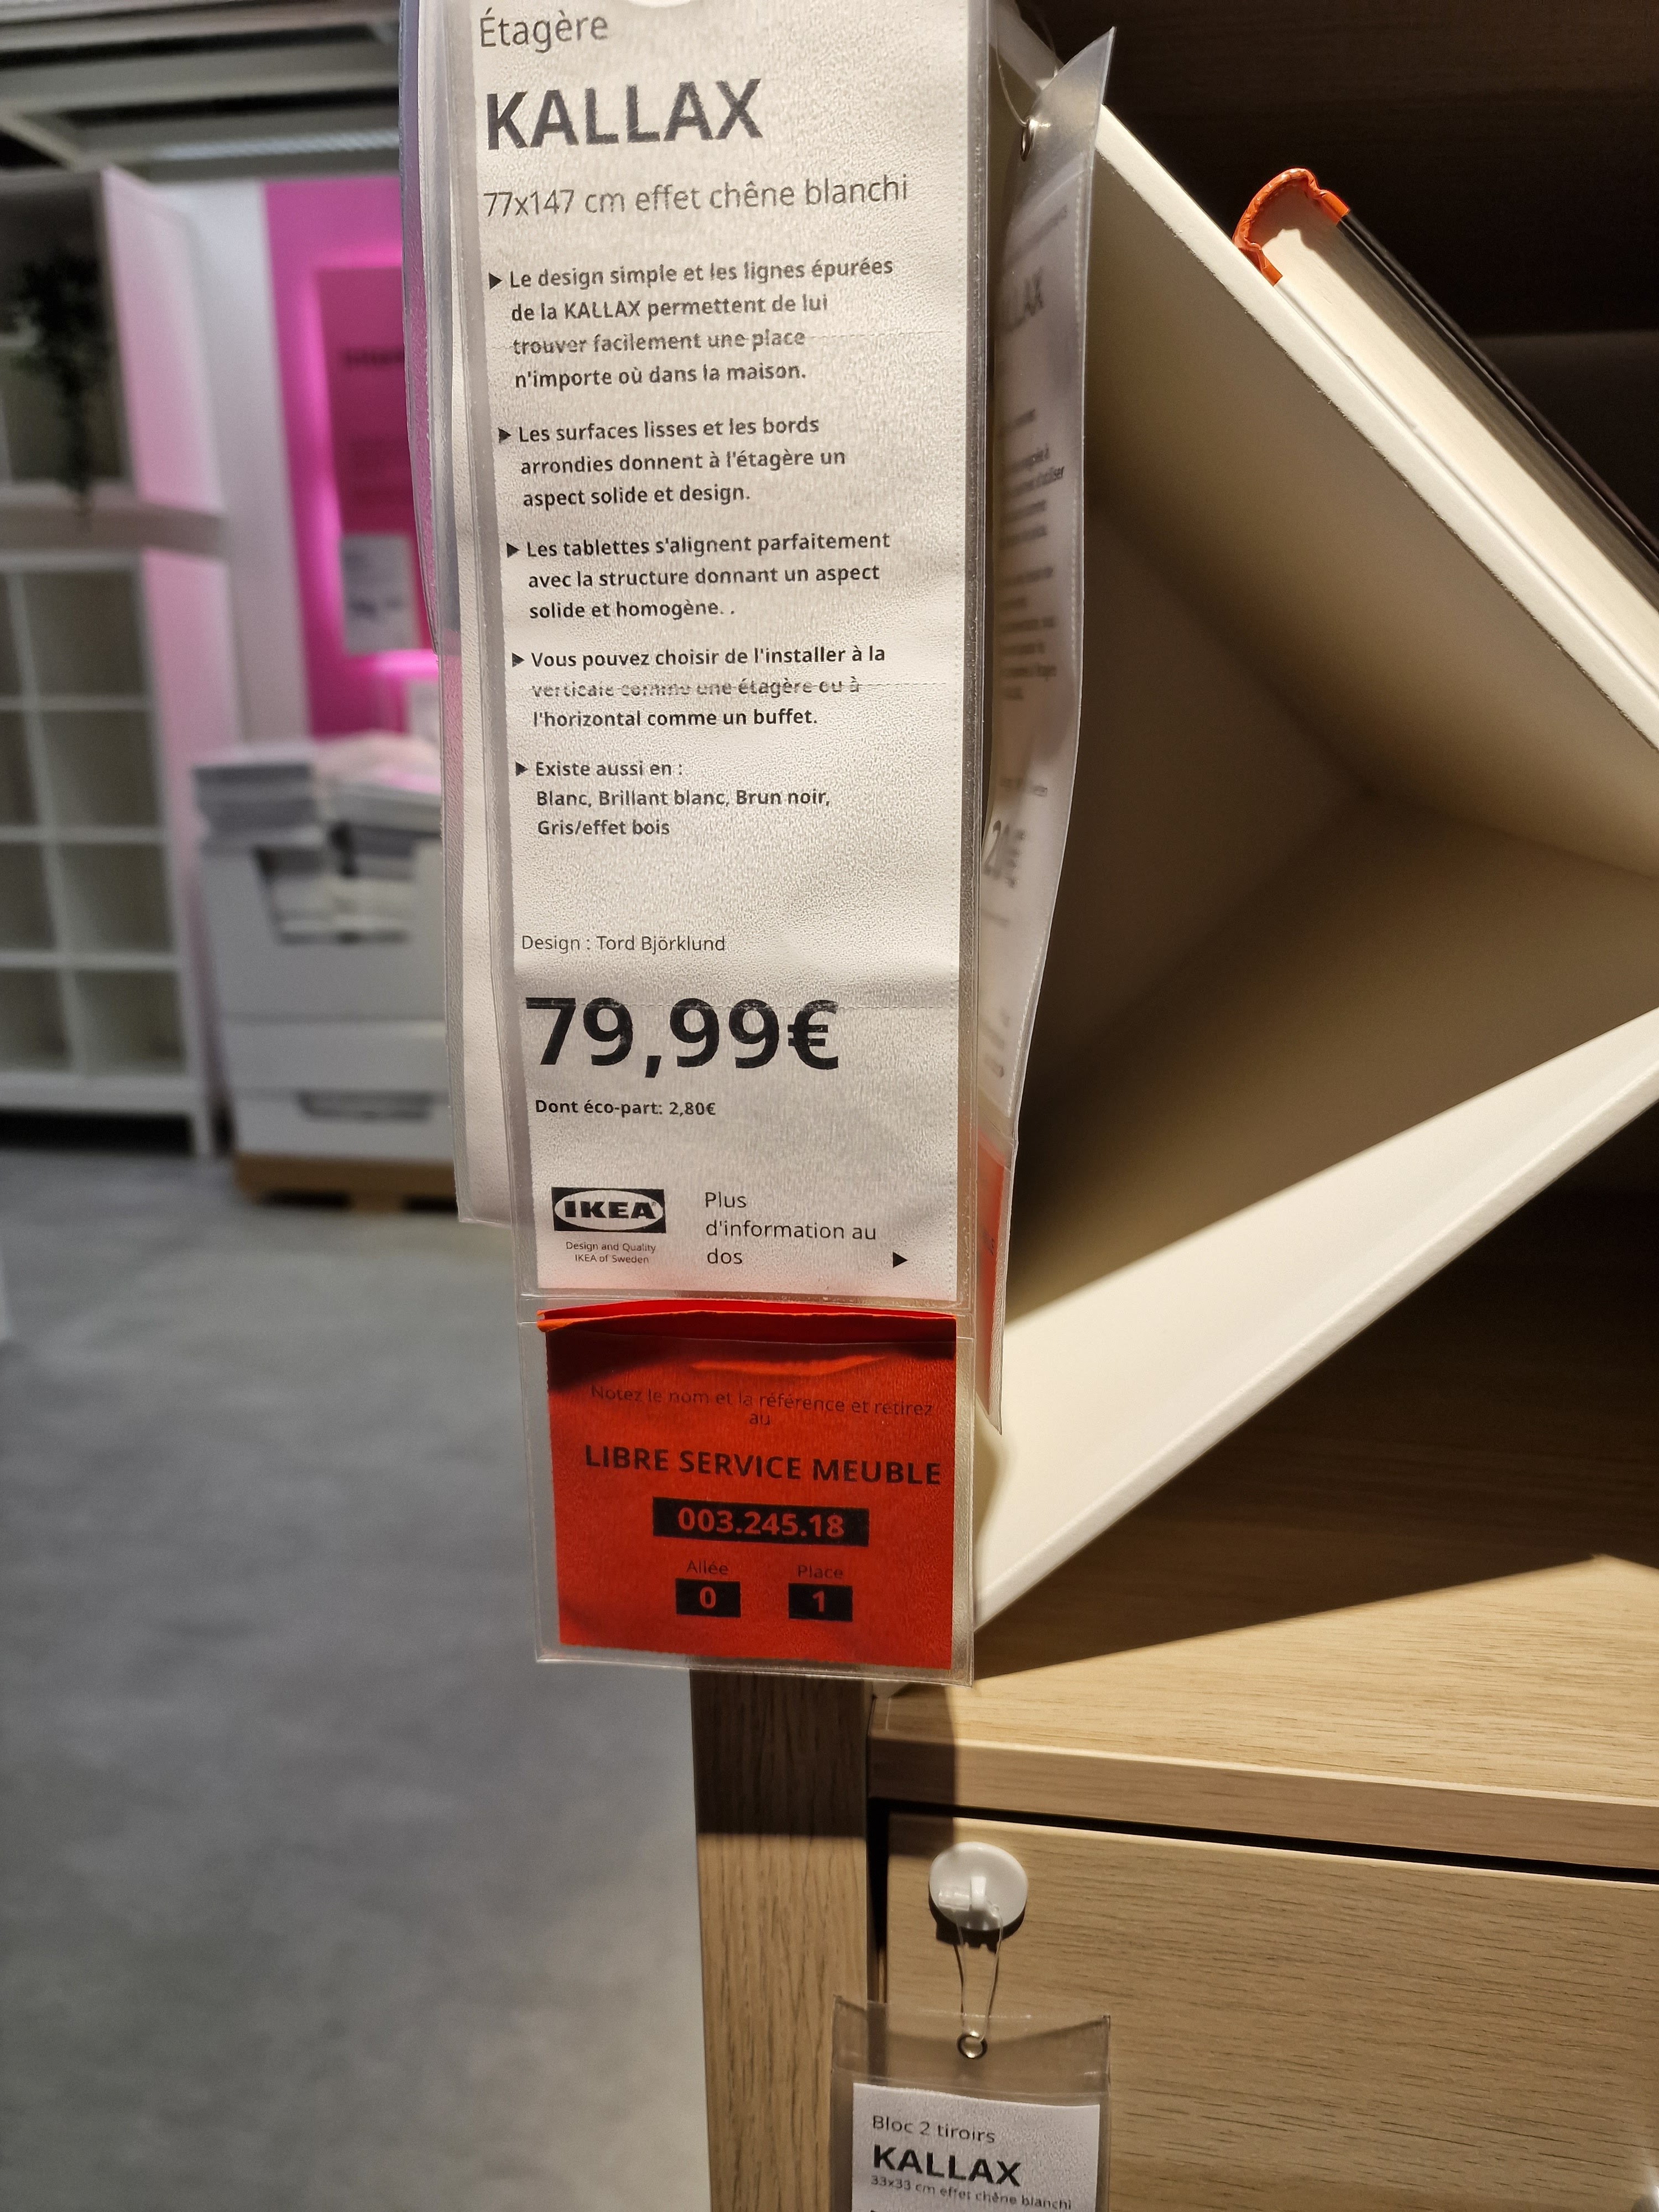 Étagère
KALLAX
77x147 cm effet chêne blanchi
▶ Le design simple et les lignes épurées
de la KALLAX permettent de lui
trouver facilement une place
n'importe où dans la maison.
▶ Les surfaces lisses et les bords
arrondies donnent à l'étagère un
aspect solide et design.
▶ Les tablettes s'alignent parfaitement
avec la structure donnant un aspect
solide et homogène. .
▶ Vous pouvez choisir de l'installer à la
verticale comme une étagère ou à
l'horizontal comme un buffet.
▶ Existe aussi en :
Blanc, Brillant blanc, Brun noir,
Gris/effet bois
Design : Tord Björklund
79,99€
Dont éco-part: 2,80€
IKEA
Design and Quality
IKEA of Sweden
Plus
d'information au
dos ▶
Notez le nom et la référence et retirez
au
LIBRE SERVICE MEUBLE
003.245.18
Allée Place
0 1
Bloc 2 tiroirs
KALLAX
33x33 cm effet chêne blanchi